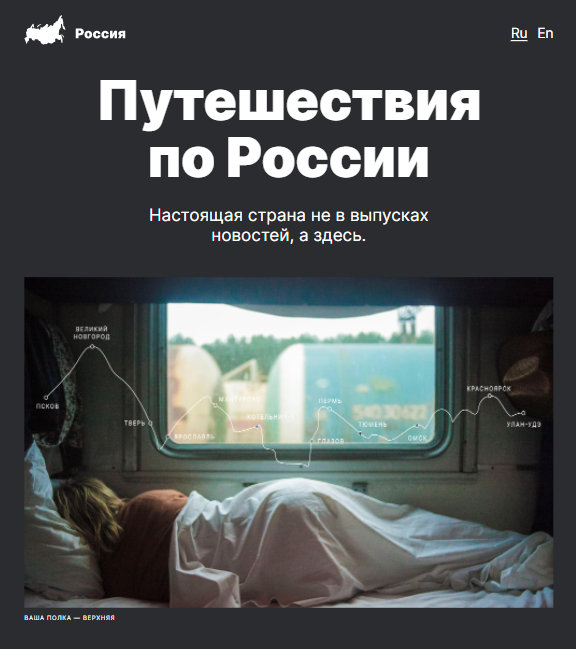 Россия
Ru En
Путешествия
по России
Настоящая страна не в выпусках
новостей, а здесь.
ВЕЛИКИЙ
НОВГОРОД
ПСКОВ
ТВЕРЬ
ЯРОСЛАВЛЬ
ПЕРМЬ
ГЛАЗОВ
ТЮМЕНЬ
ОМСК
КРАСНОЯРСК
УЛАН-УДЭ
ВАША ПОЛКА — ВЕРХНЯЯ